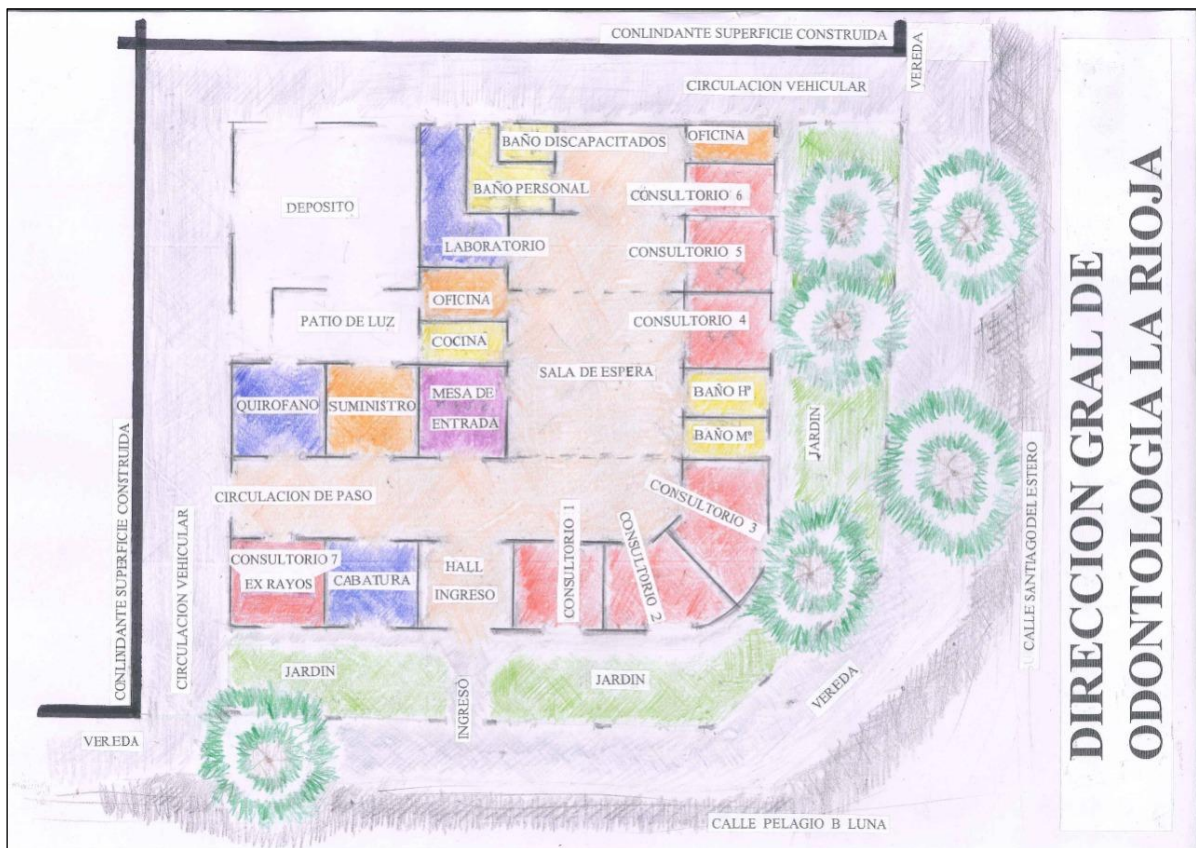 CONLINDANTE SUPERFICIE CONSTRUIDA
VEREDA
CIRCULACION VEHICULAR
BAÑO DISCAPACITADOS
OFICINA
BAÑO PERSONAL
CONSULTORIO 6
DEPOSITO
LABORATORIO
CONSULTORIO 5
OFICINA
PATIO DE LUZ
CONSULTORIO 4
COCINA
SALA DE ESPERA
MESA DE
ENTRADA
BAÑO Hº
QUIROFANO
SUMINISTRO
BAÑO Mº
JARDIN
CIRCULACION DE PASO
CONSULTORIO 3
CONSULTORIO 1
CONSULTORIO 2
CONSULTORIO 7
EX RAYOS
CABATURA
HALL
INGRESO
JARDIN
JARDIN
INGRESO
VEREDA
VEREDA
CONLINDANTE SUPERFICIE CONSTRUIDA
CIRCULACION VEHICULAR
CALLE SANTIAGO DEL ESTERO
CALLE PELAGIO B LUNA
DIRECCION GRAL DE
ODONTOLOGIA LA RIOJA